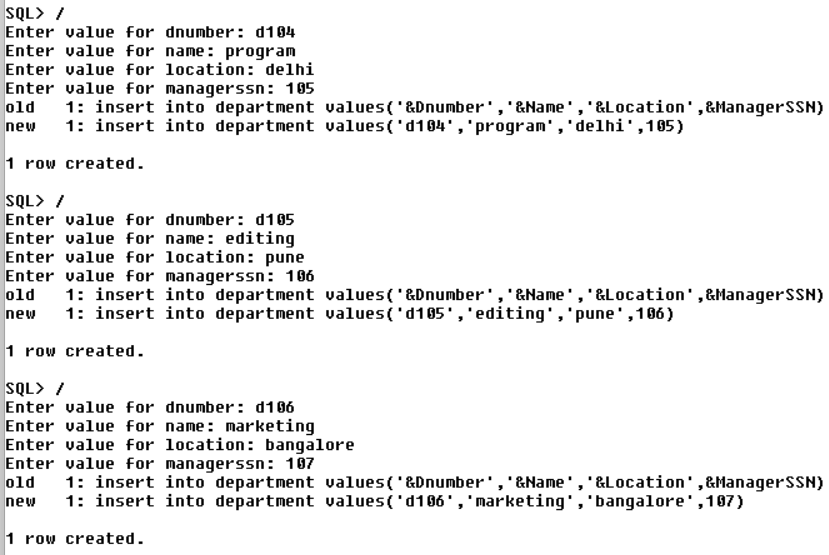 SQL> /
Enter value for dnumber: d104
Enter value for name: program
Enter value for location: delhi
Enter value for managerssn: 105
old   1: insert into department values('&Dnumber','&Name','&Location',&ManagerSSN)
new   1: insert into department values('d104','program','delhi',105)
1 row created.
SQL> /
Enter value for dnumber: d105
Enter value for name: editing
Enter value for location: pune
Enter value for managerssn: 106
old   1: insert into department values('&Dnumber','&Name','&Location',&ManagerSSN)
new   1: insert into department values('d105','editing','pune',106)
1 row created.
SQL> /
Enter value for dnumber: d106
Enter value for name: marketing
Enter value for location: bangalore
Enter value for managerssn: 107
old   1: insert into department values('&Dnumber','&Name','&Location',&ManagerSSN)
new   1: insert into department values('d106','marketing','bangalore',107)
1 row created.